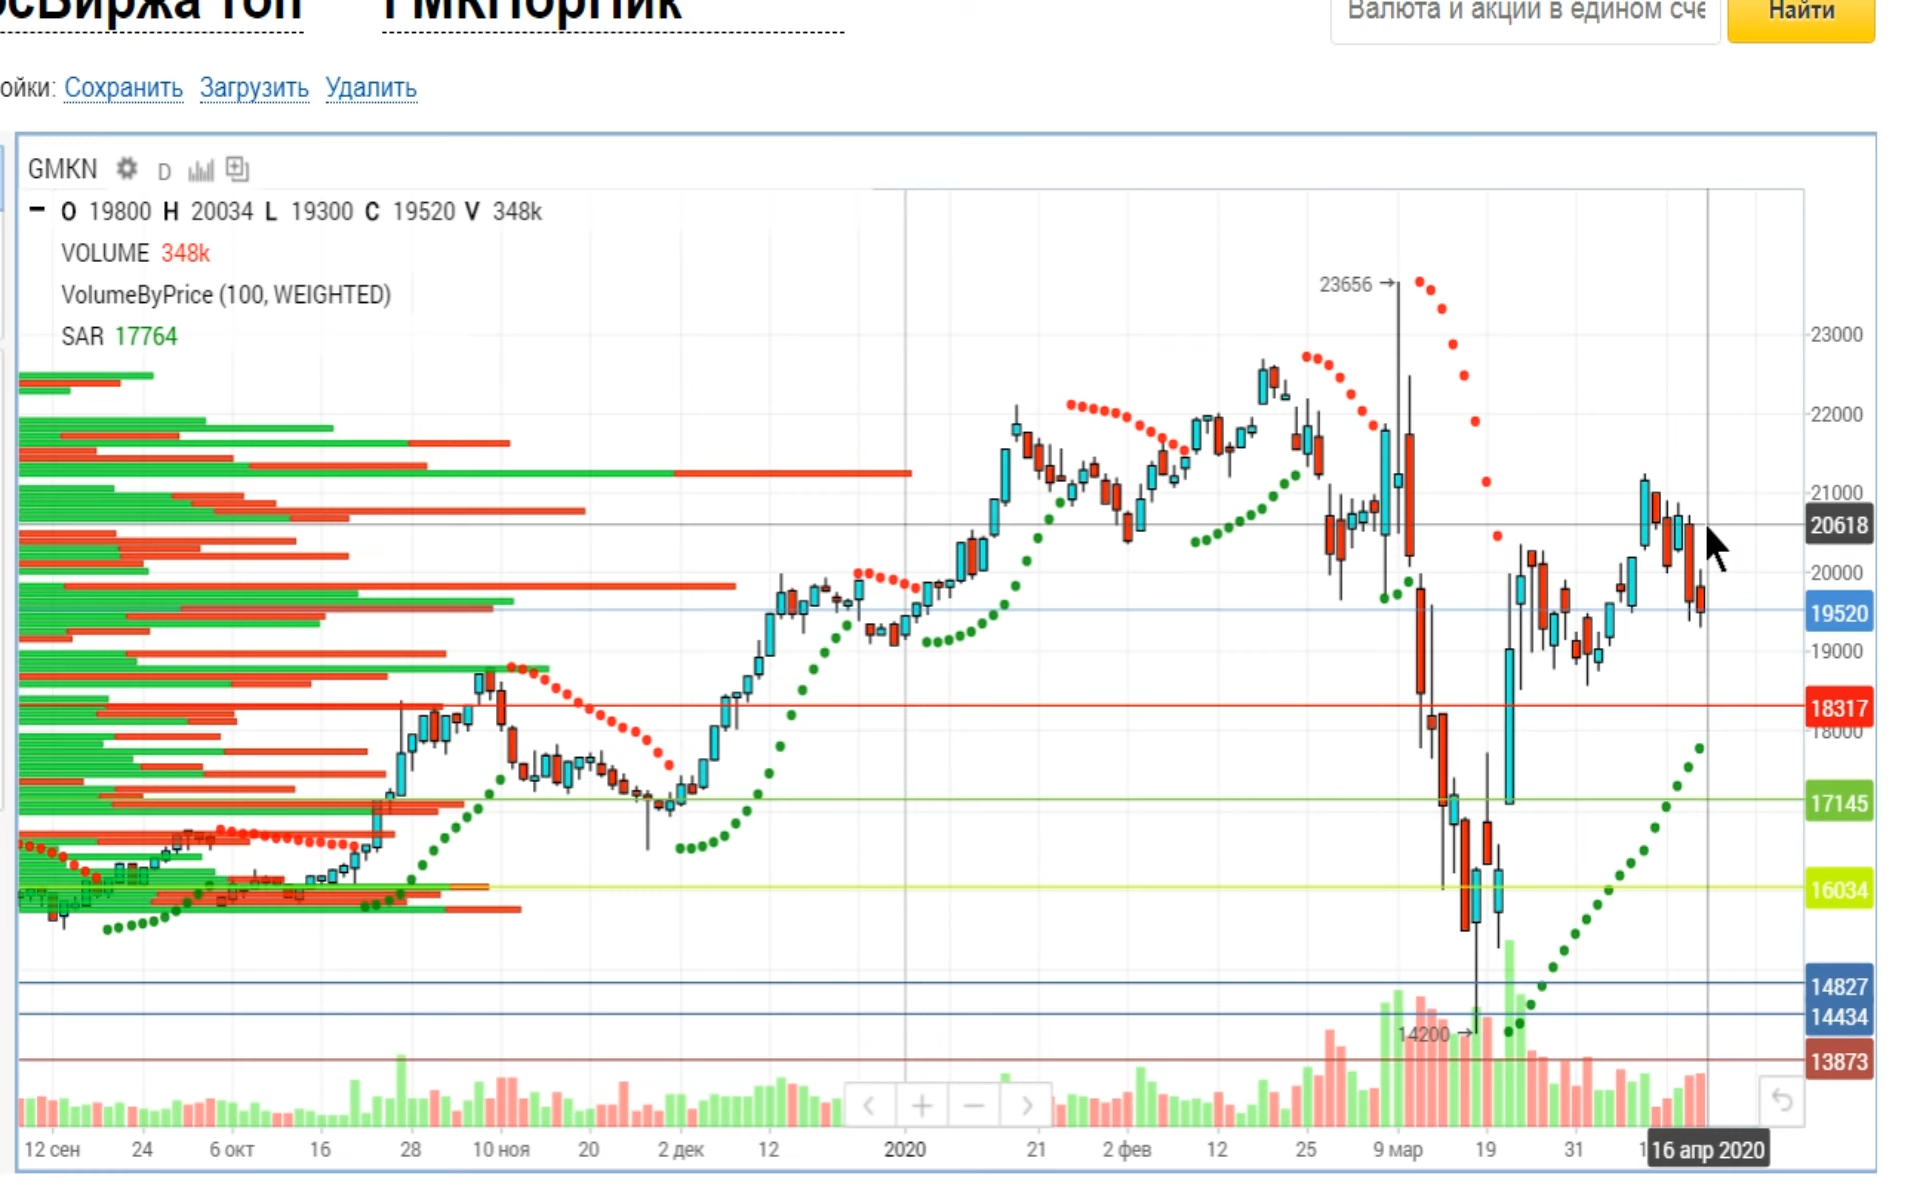 ГМКНорНик
Валюта и акции в едином сче
Найти
Сохранить Загрузить Удалить
GMKN D
O 19800 H 20034 L 19300 C 19520 V 348k
VOLUME 348k
VolumeByPrice (100, WEIGHTED)
SAR 17764
23656
14200
23000
22000
21000
20618
20000
19520
19000
18317
18000
17145
16034
14827
14434
13873
12 сен 24 6 окт 16 28 10 ноя 20 2 дек 12 2020 21 2 фев 12 25 9 мар 19 31 16 апр 2020